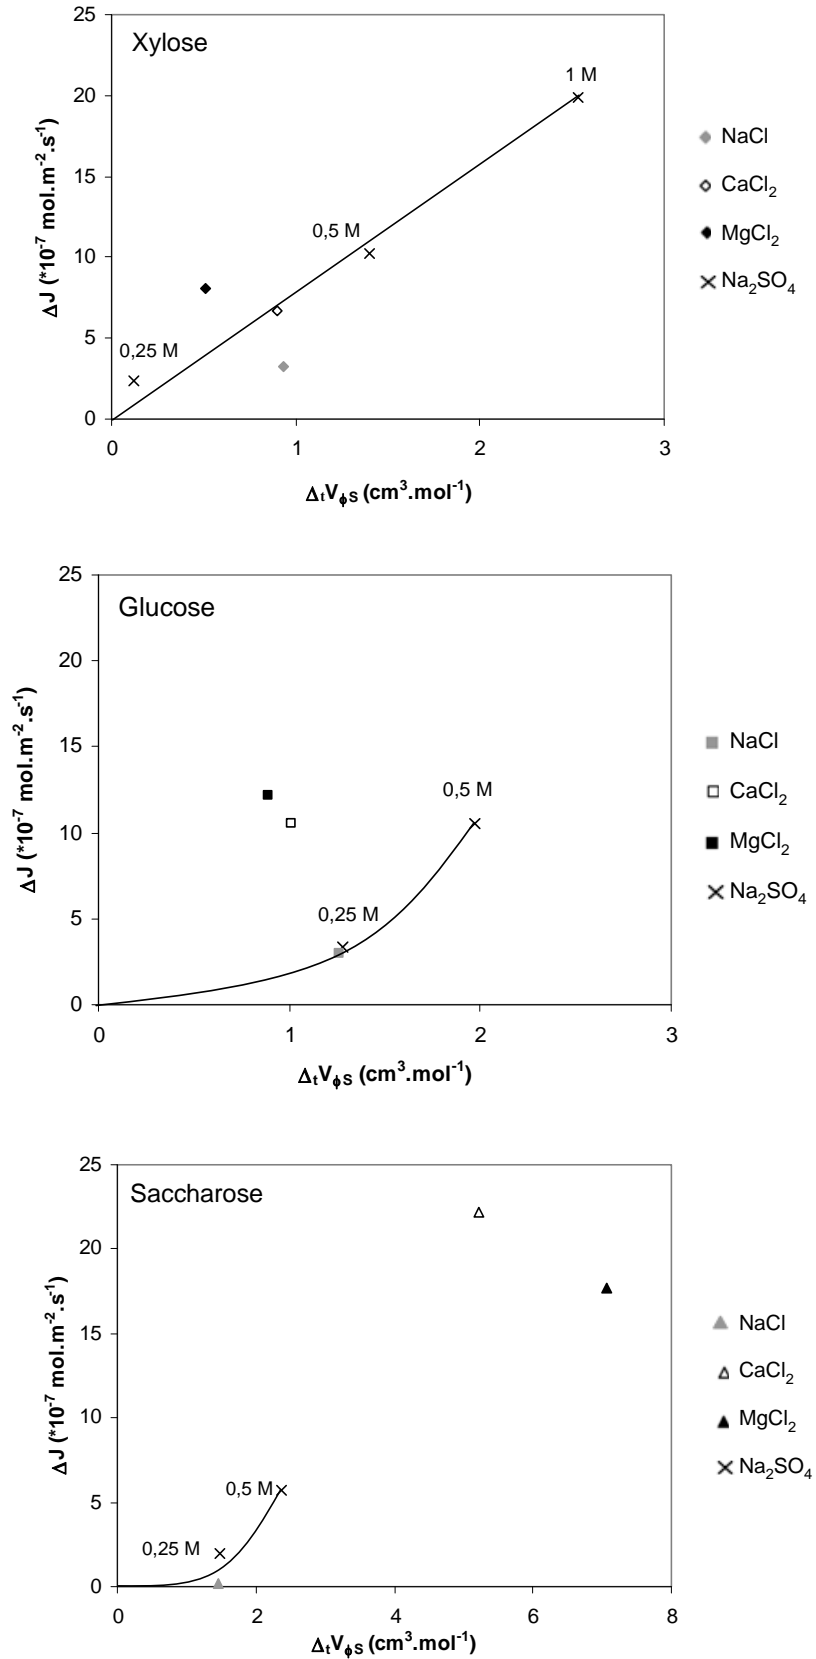 Xylose
25
20
15
10
5
0
0 1 2 3
ΔJ (*10⁻⁷ mol.m⁻².s⁻¹)
ΔₜV_ϕS (cm³.mol⁻¹)
1 M
0,5 M
0,25 M
NaCl
CaCl₂
MgCl₂
Na₂SO₄
Glucose
25
20
15
10
5
0
0 1 2 3
ΔJ (*10⁻⁷ mol.m⁻².s⁻¹)
ΔₜV_ϕS (cm³.mol⁻¹)
0,5 M
0,25 M
NaCl
CaCl₂
MgCl₂
Na₂SO₄
Saccharose
25
20
15
10
5
0
0 2 4 6 8
ΔJ (*10⁻⁷ mol.m⁻².s⁻¹)
ΔₜV_ϕS (cm³.mol⁻¹)
0,5 M
0,25 M
NaCl
CaCl₂
MgCl₂
Na₂SO₄